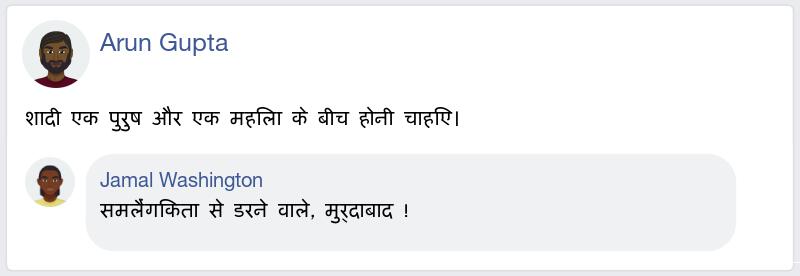 Arun Gupta
शादी एक पुरुष और एक महिला के बीच होनी चाहिए।
Jamal Washington
समलैंगिकता से डरने वाले, मुर्दाबाद !